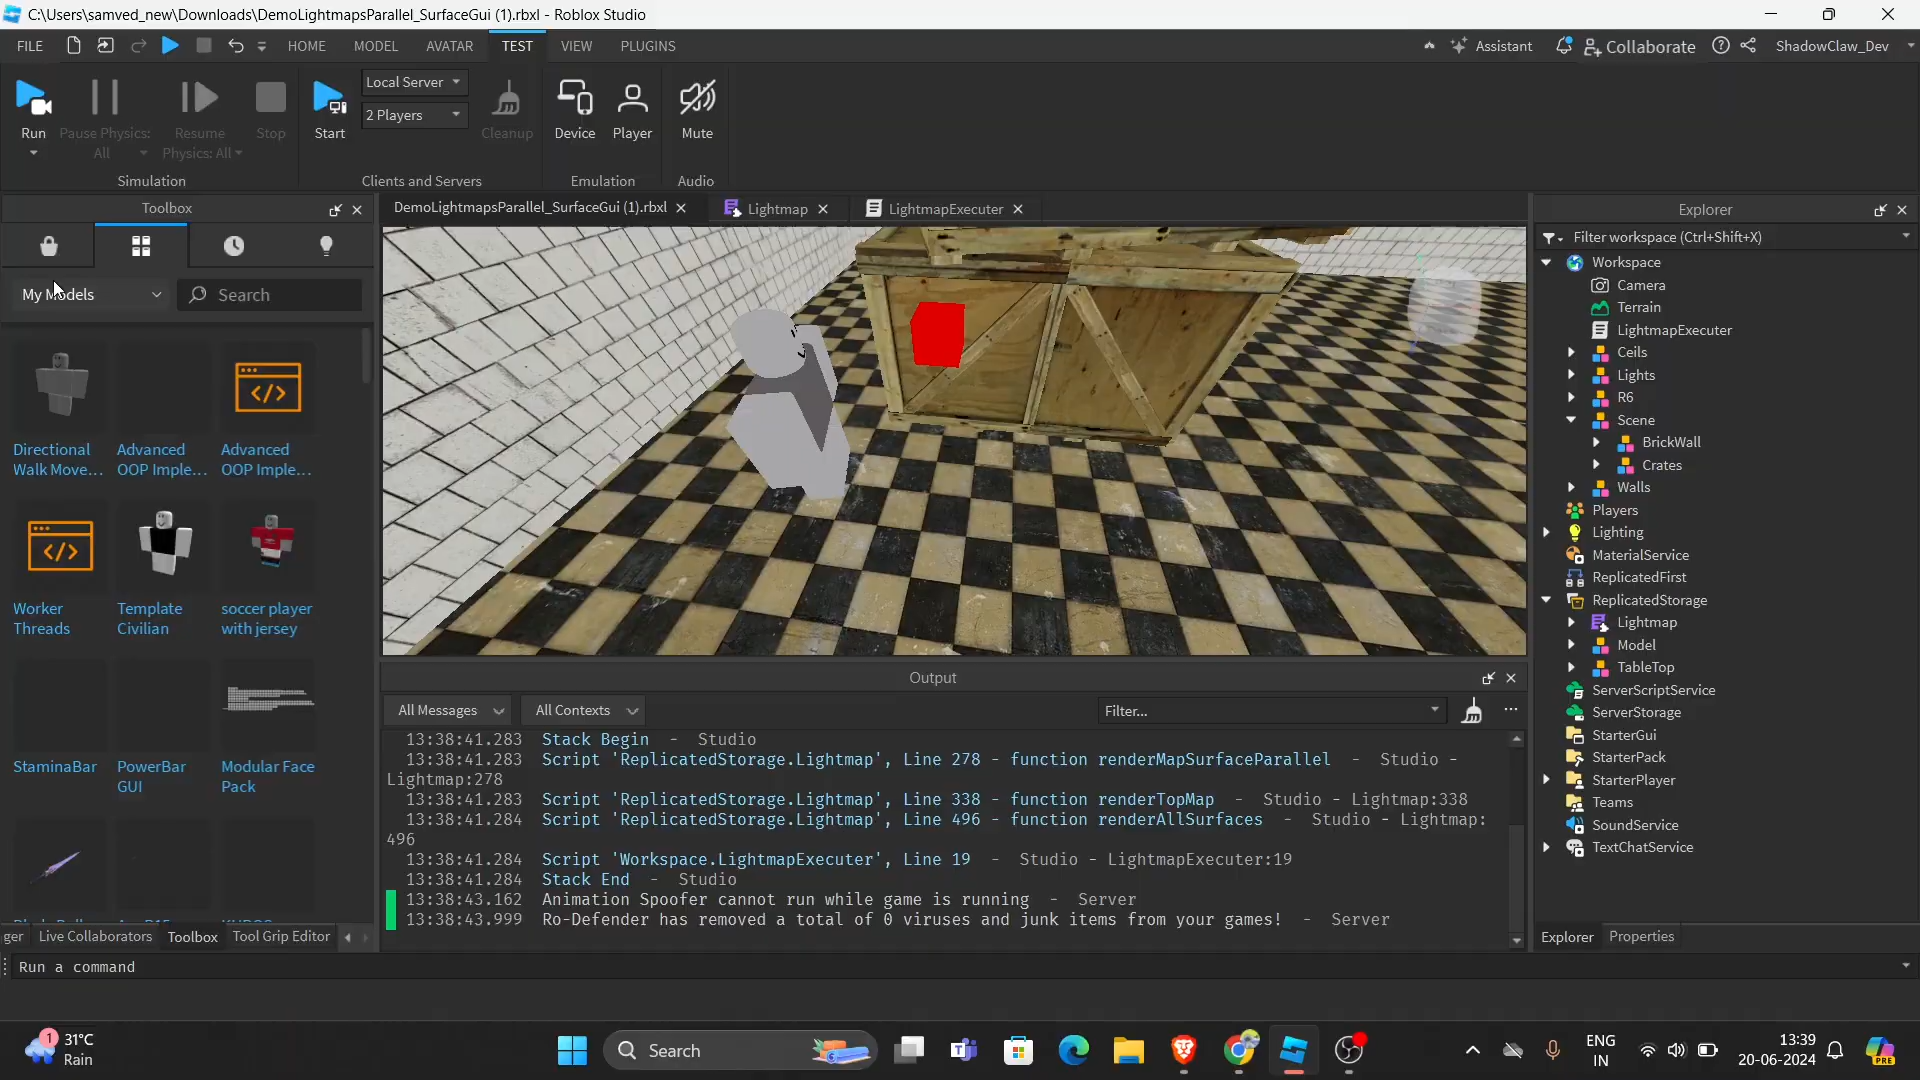 C:\Users\samved_new\Downloads\DemoLightmapsParallel_SurfaceGui (1).rbxl - Roblox Studio
FILE
HOME
MODEL
AVATAR
TEST
VIEW
PLUGINS
Assistant
Collaborate
ShadowClaw_Dev
Run
Pause Physics:
All
Resume
Physics: All
Stop
Simulation
Start
Local Server
2 Players
Cleanup
Clients and Servers
Device
Player
Emulation
Mute
Audio
Toolbox
My Models
Search
Directional
Walk Move...
Advanced
OOP Imple...
Advanced
OOP Imple...
Worker
Threads
Template
Civilian
soccer player
with jersey
StaminaBar
PowerBar
GUI
Modular Face
Pack
ger
Live Collaborators
Toolbox
Tool Grip Editor
DemoLightmapsParallel_SurfaceGui (1).rbxl
Lightmap
LightmapExecuter
Output
All Messages
All Contexts
Filter...
13:38:41.283 Stack Begin - Studio
13:38:41.283 Script 'ReplicatedStorage.Lightmap', Line 278 - function renderMapSurfaceParallel - Studio -
Lightmap:278
13:38:41.283 Script 'ReplicatedStorage.Lightmap', Line 338 - function renderTopMap - Studio - Lightmap:338
13:38:41.284 Script 'ReplicatedStorage.Lightmap', Line 496 - function renderAllSurfaces - Studio - Lightmap:
496
13:38:41.284 Script 'Workspace.LightmapExecuter', Line 19 - Studio - LightmapExecuter:19
13:38:41.284 Stack End - Studio
13:38:43.162 Animation Spoofer cannot run while game is running - Server
13:38:43.999 Ro-Defender has removed a total of 0 viruses and junk items from your games! - Server
Explorer
Filter workspace (Ctrl+Shift+X)
Workspace
Camera
Terrain
LightmapExecuter
Ceils
Lights
R6
Scene
BrickWall
Crates
Walls
Players
Lighting
MaterialService
ReplicatedFirst
ReplicatedStorage
Lightmap
Model
TableTop
ServerScriptService
ServerStorage
StarterGui
StarterPack
StarterPlayer
Teams
SoundService
TextChatService
Explorer
Properties
Run a command
1
31°C
Rain
Search
ENG
IN
13:39
20-06-2024
PRE